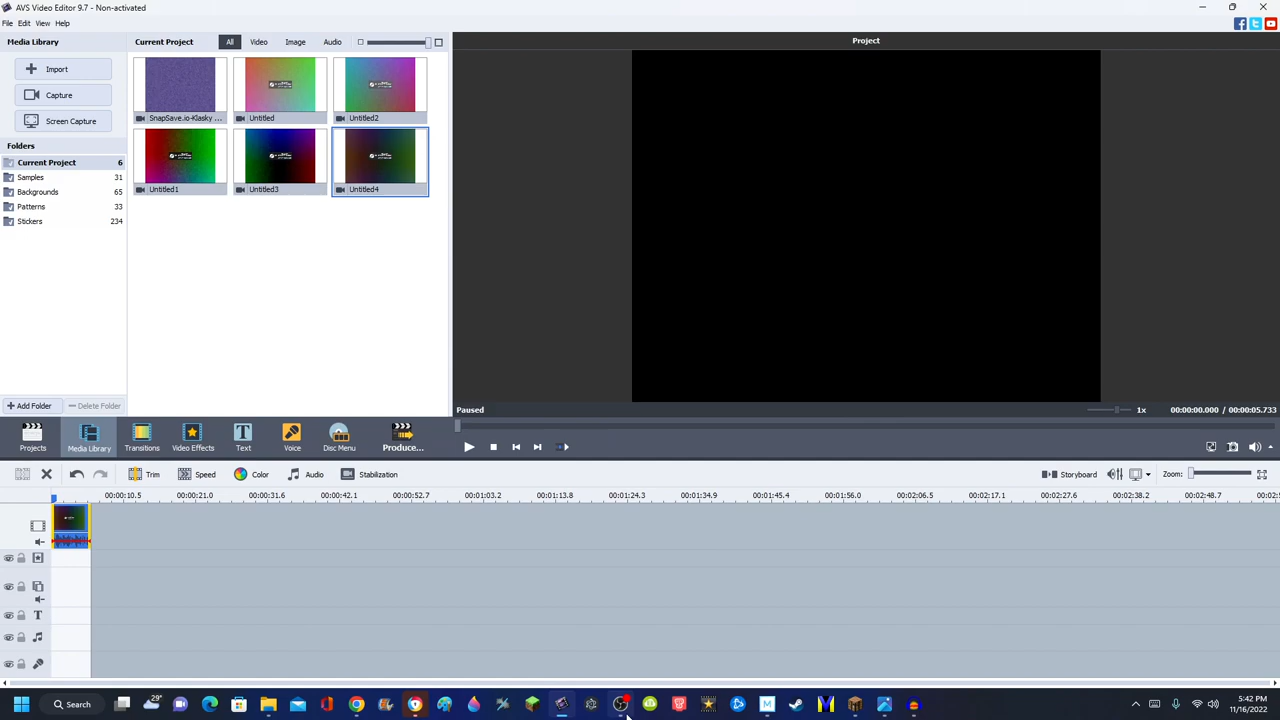 AVS Video Editor 9.7 - Non-activated
File Edit View Help
Media Library
Current Project All Video Image Audio
Project
Import
Capture
Screen Capture
SnapSave.io-Klasky ... Untitled Untitled2
Untitled1 Untitled3 Untitled4
Folders
Current Project 6
Samples 31
Backgrounds 65
Patterns 33
Stickers 234
+ Add Folder — Delete Folder
Paused 1x 00:00:00.000 / 00:00:05.733
Projects Media Library Transitions Video Effects Text Voice Disc Menu Produce...
Trim Speed Color Audio Stabilization Storyboard Zoom:
00:00:10.5 00:00:21.0 00:00:31.6 00:00:42.1 00:00:52.7 00:01:03.2 00:01:13.8 00:01:24.3 00:01:34.9 00:01:45.4 00:01:56.0 00:02:06.5 00:02:17.1 00:02:27.6 00:02:38.2 00:02:48.7 00:02:5
T
29° Search
5:42 PM
11/16/2022